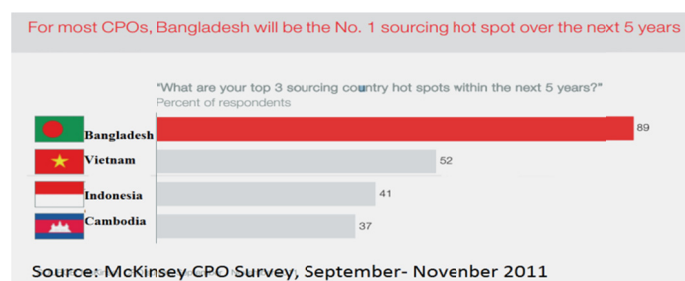 For most CPOs, Bangladesh will be the No. 1 sourcing hot spot over the next 5 years
"What are your top 3 sourcing country hot spots within the next 5 years?"
Percent of respondents
Bangladesh 89
Vietnam 52
Indonesia 41
Cambodia 37
Source: McKinsey CPO Survey, September- November 2011